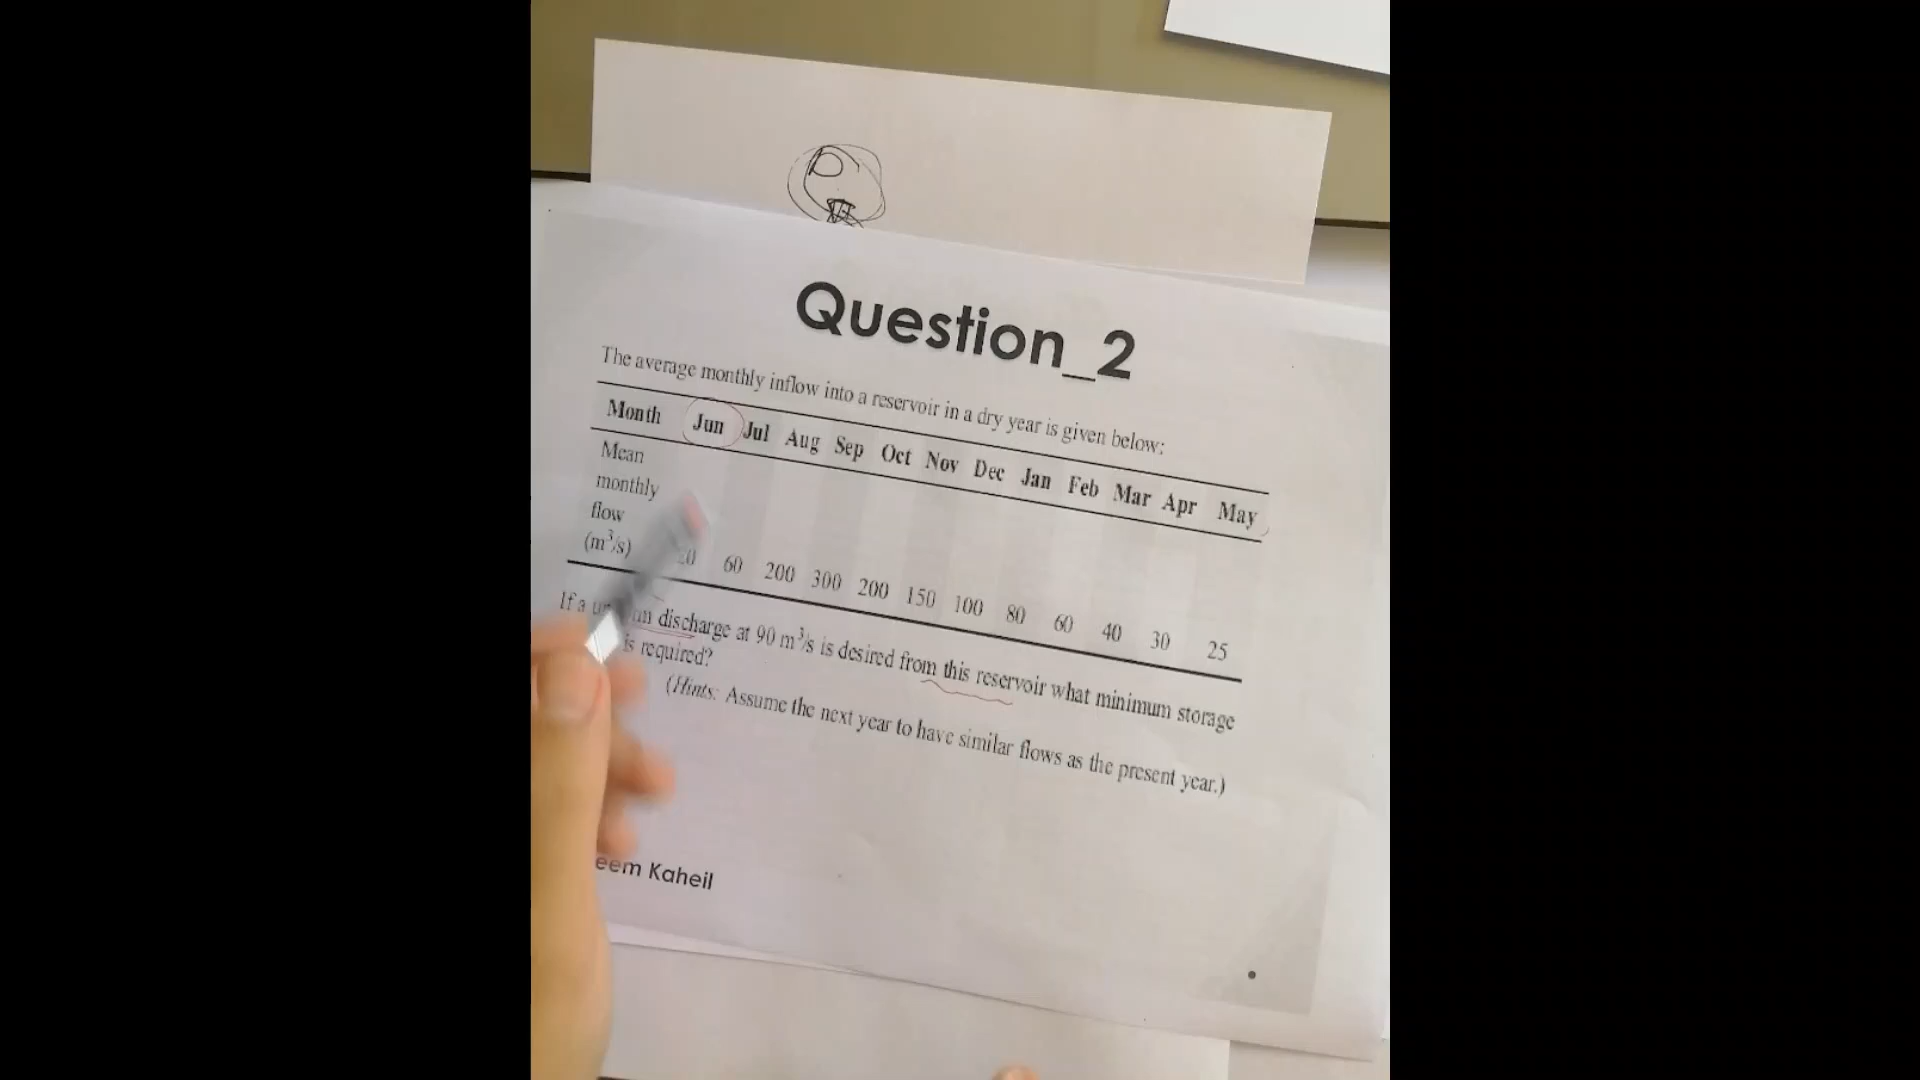 Question_2
The average monthly inflow into a reservoir in a dry year is given below:
Month Jun Jul Aug Sep Oct Nov Dec Jan Feb Mar Apr May
Mean
monthly
flow
(m³/s) 60 200 300 200 150 100 80 60 40 30 25
If a discharge at 90 m³/s is desired from this reservoir what minimum storage
is required?
(Hints: Assume the next year to have similar flows as the present year.)
Kaheil